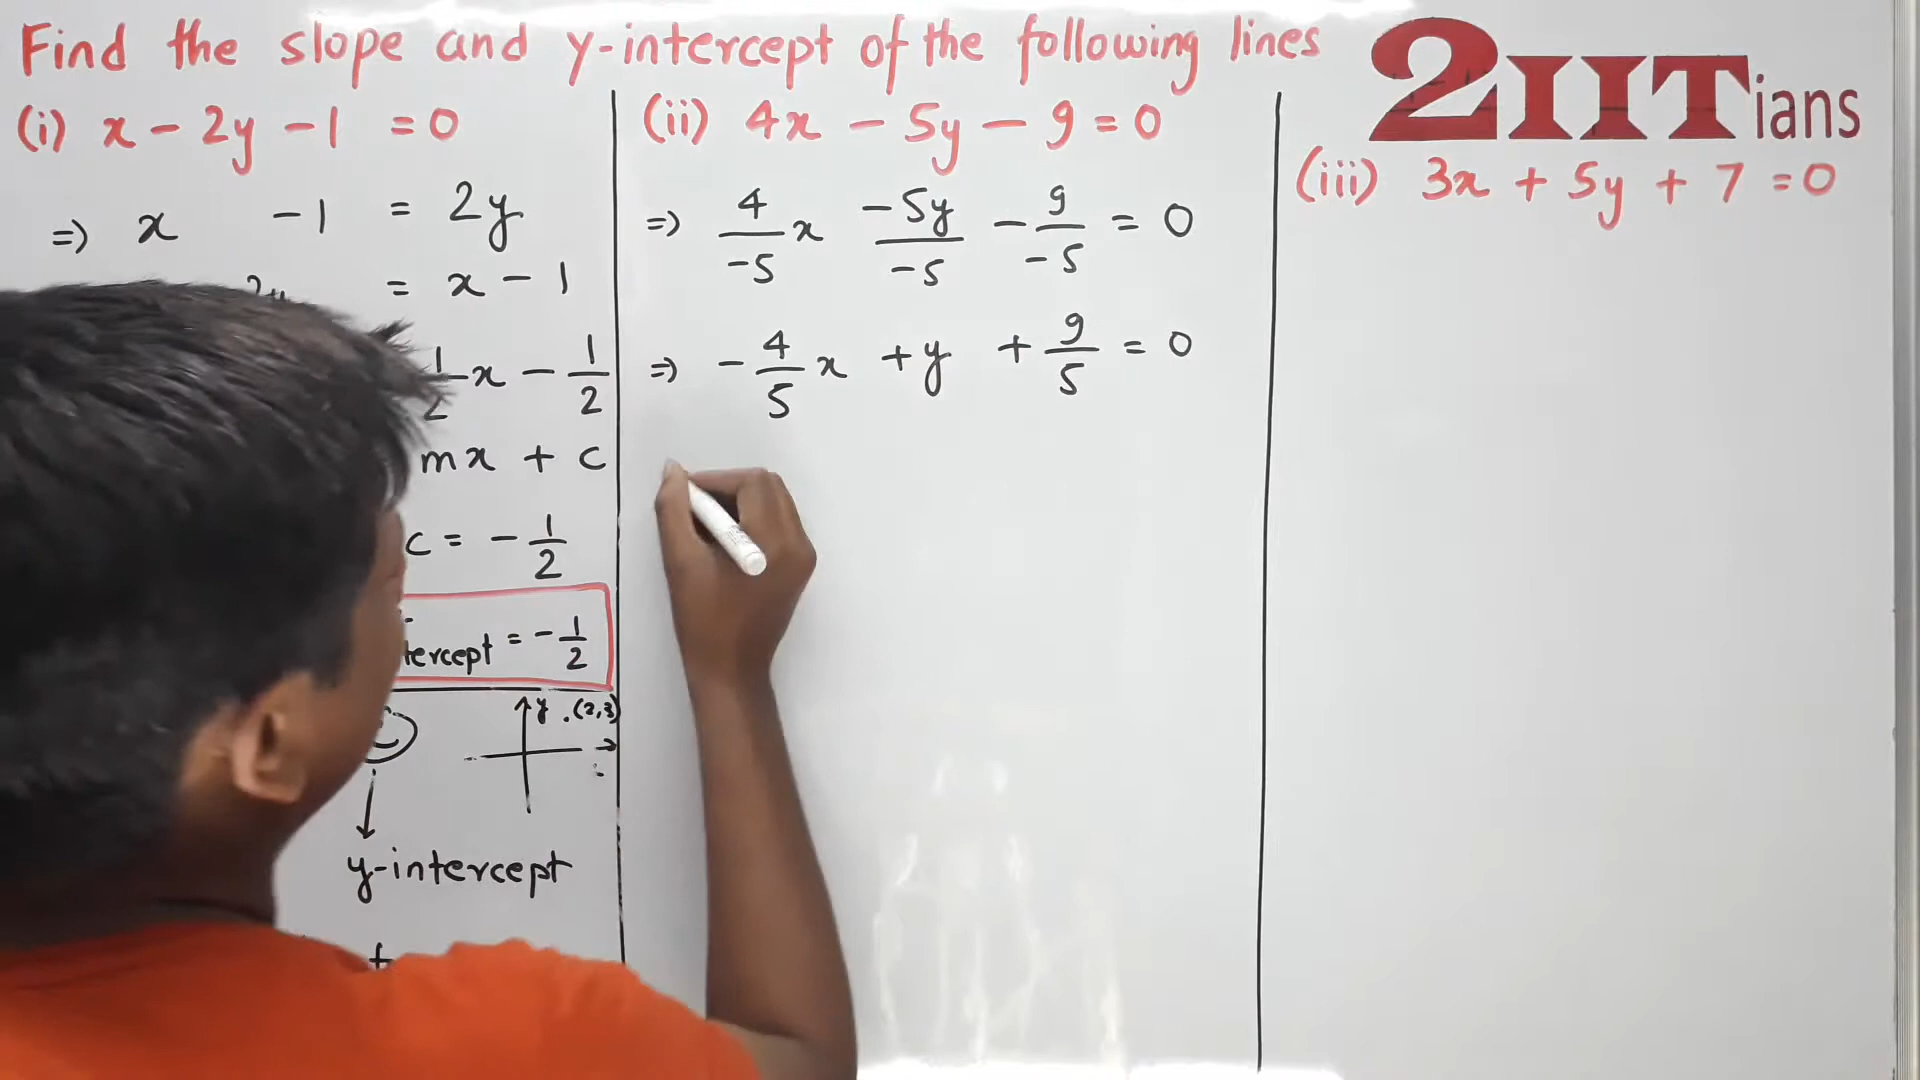 Find the slope and y-intercept of the following lines
2IITians
(i) x - 2y - 1 = 0
=> x - 1 = 2y
= x - 1
x - 1/2
mx + c
c = - 1/2
tercept = - 1/2
y .(2,3)
y-intercept
(ii) 4x - 5y - 9 = 0
=> 4/-5 x -5y/-5 - 9/-5 = 0
=> - 4/5 x + y + 9/5 = 0
(iii) 3x + 5y + 7 = 0